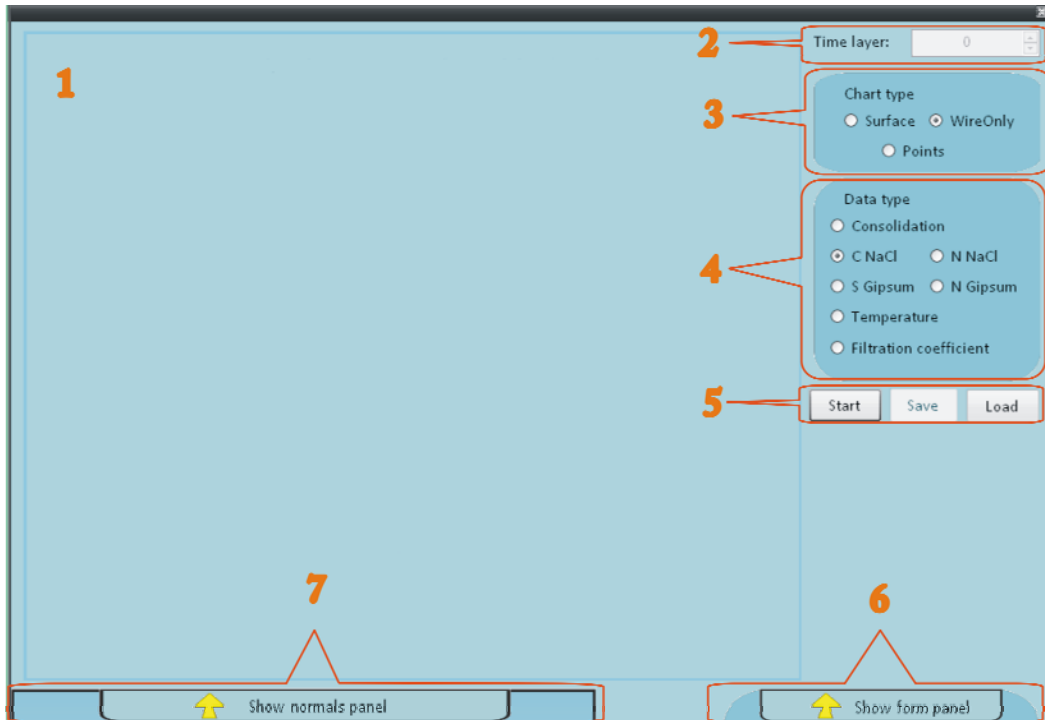 1
2
Time layer: 0
3
Chart type
Surface WireOnly
Points
4
Data type
Consolidation
C NaCl N NaCl
S Gipsum N Gipsum
Temperature
Filtration coefficient
5
Start Save Load
7
6
Show normals panel
Show form panel